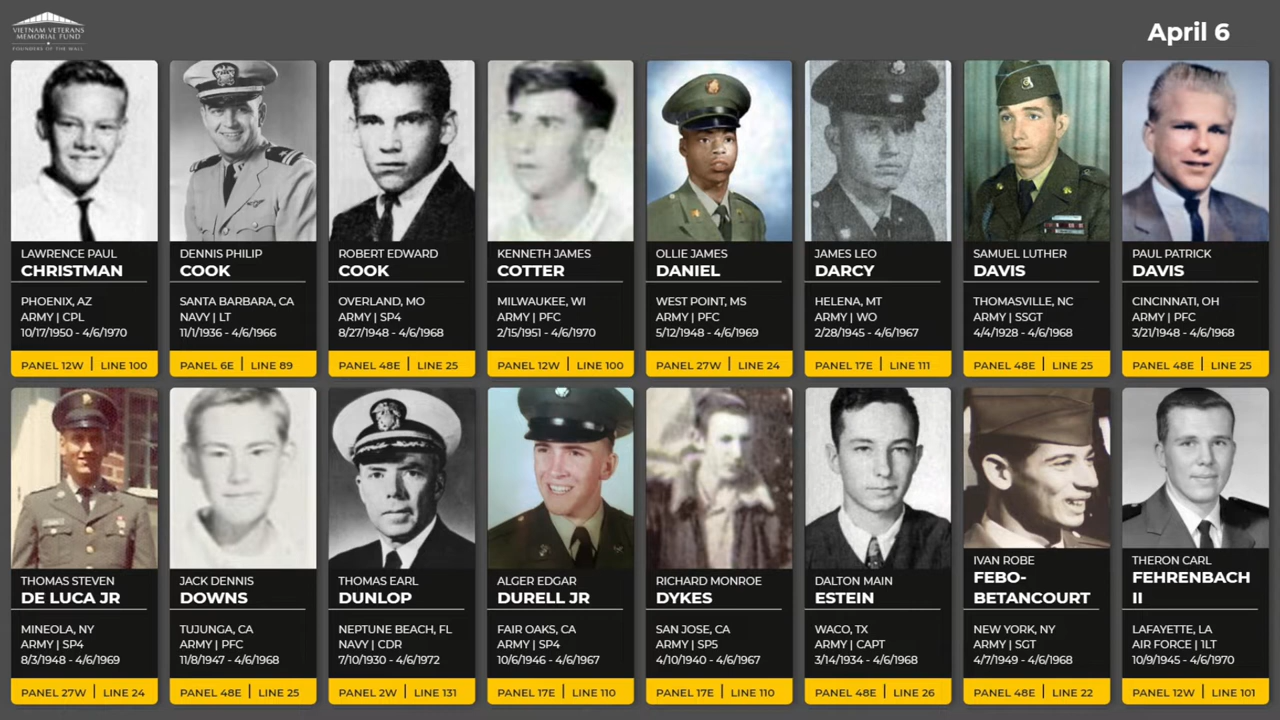 VIETNAM VETERANS
MEMORIAL FUND
FOUNDERS OF THE WALL
April 6
LAWRENCE PAUL
CHRISTMAN
PHOENIX, AZ
ARMY | CPL
10/17/1950 - 4/6/1970
PANEL 12W | LINE 100
DENNIS PHILIP
COOK
SANTA BARBARA, CA
NAVY | LT
11/1/1936 - 4/6/1966
PANEL 6E | LINE 89
ROBERT EDWARD
COOK
OVERLAND, MO
ARMY | SP4
8/27/1948 - 4/6/1968
PANEL 48E | LINE 25
KENNETH JAMES
COTTER
MILWAUKEE, WI
ARMY | PFC
2/15/1951 - 4/6/1970
PANEL 12W | LINE 100
OLLIE JAMES
DANIEL
WEST POINT, MS
ARMY | PFC
5/12/1948 - 4/6/1969
PANEL 27W | LINE 24
JAMES LEO
DARCY
HELENA, MT
ARMY | WO
2/28/1945 - 4/6/1967
PANEL 17E | LINE 111
SAMUEL LUTHER
DAVIS
THOMASVILLE, NC
ARMY | SSGT
4/4/1928 - 4/6/1968
PANEL 48E | LINE 25
PAUL PATRICK
DAVIS
CINCINNATI, OH
ARMY | PFC
3/21/1948 - 4/6/1968
PANEL 48E | LINE 25
THOMAS STEVEN
DE LUCA JR
MINEOLA, NY
ARMY | SP4
8/3/1948 - 4/6/1969
PANEL 27W | LINE 24
JACK DENNIS
DOWNS
TUJUNGA, CA
ARMY | PFC
11/8/1947 - 4/6/1968
PANEL 48E | LINE 25
THOMAS EARL
DUNLOP
NEPTUNE BEACH, FL
NAVY | CDR
7/10/1930 - 4/6/1972
PANEL 2W | LINE 131
ALGER EDGAR
DURELL JR
FAIR OAKS, CA
ARMY | SP4
10/6/1946 - 4/6/1967
PANEL 17E | LINE 110
RICHARD MONROE
DYKES
SAN JOSE, CA
ARMY | SP5
4/10/1940 - 4/6/1967
PANEL 17E | LINE 110
DALTON MAIN
ESTEIN
WACO, TX
ARMY | CAPT
3/14/1934 - 4/6/1968
PANEL 48E | LINE 26
IVAN ROBE
FEBO-
BETANCOURT
NEW YORK, NY
ARMY | SGT
4/7/1949 - 4/6/1968
PANEL 48E | LINE 22
THERON CARL
FEHRENBACH
II
LAFAYETTE, LA
AIR FORCE | 1LT
10/9/1945 - 4/6/1970
PANEL 12W | LINE 101